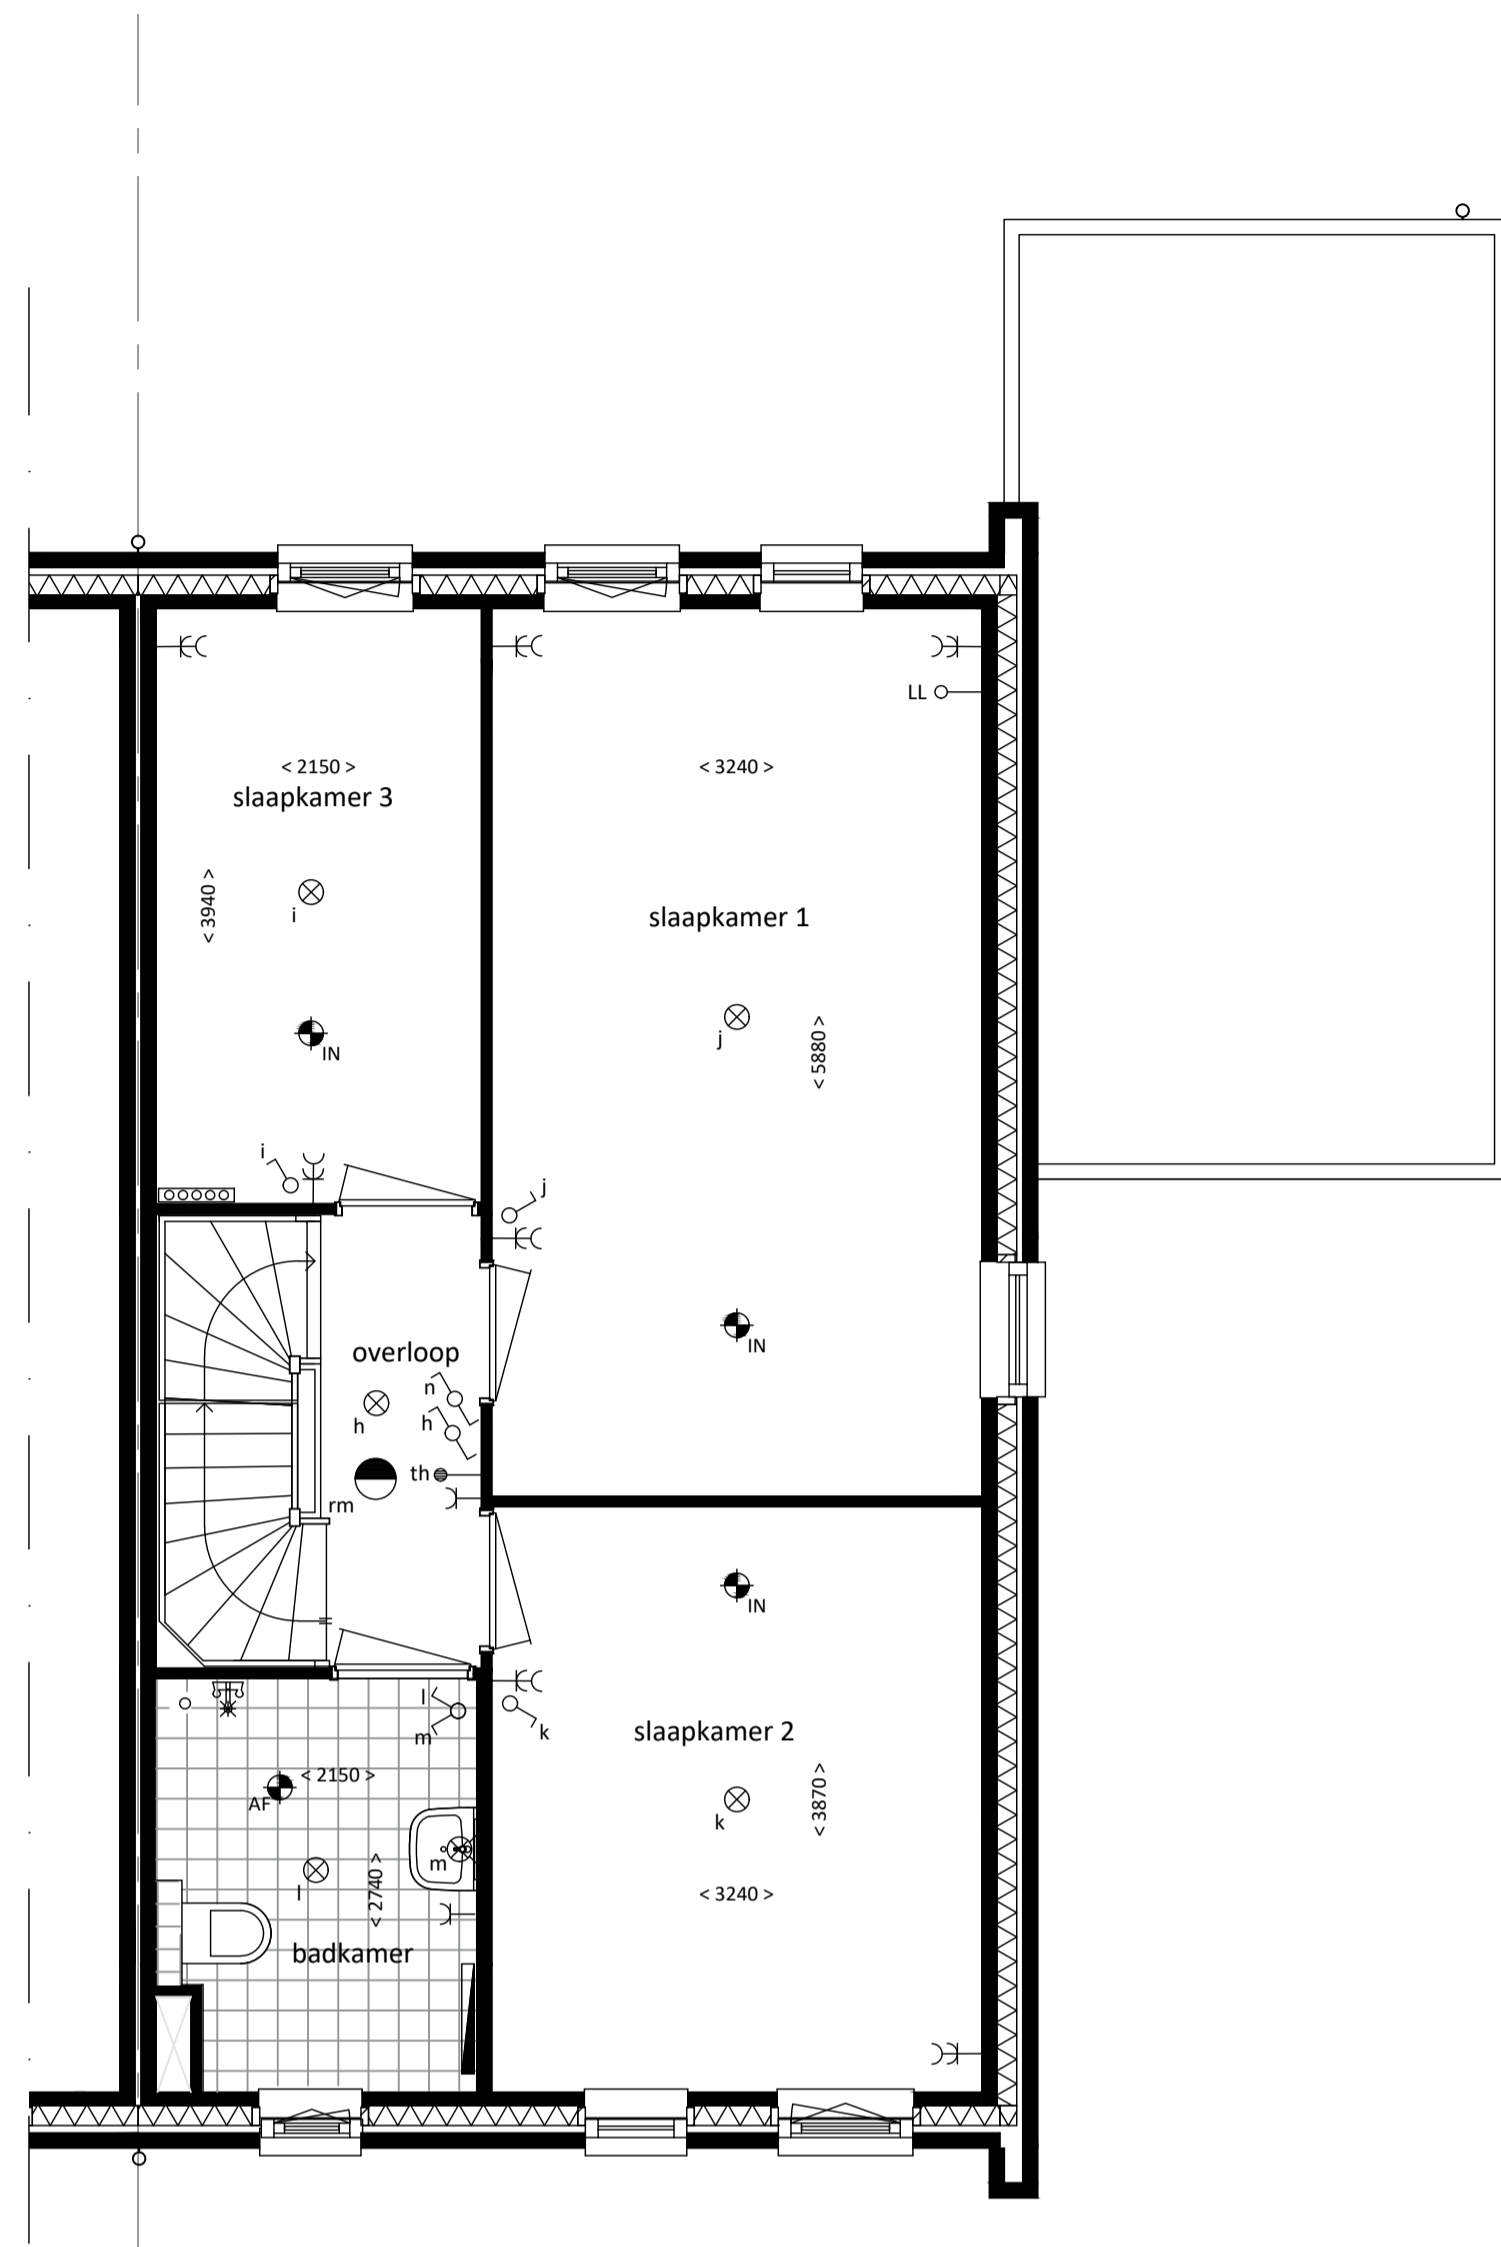 LL
< 2150 >
< 3240 >
slaapkamer 3
< 3940 >
i
slaapkamer 1
j
< 5880 >
IN
i
j
overloop
IN
n
h
h
th
rm
IN
l
m
k
slaapkamer 2
< 2150 >
AF
< 3870 >
k
m
l
< 2740 >
< 3240 >
badkamer